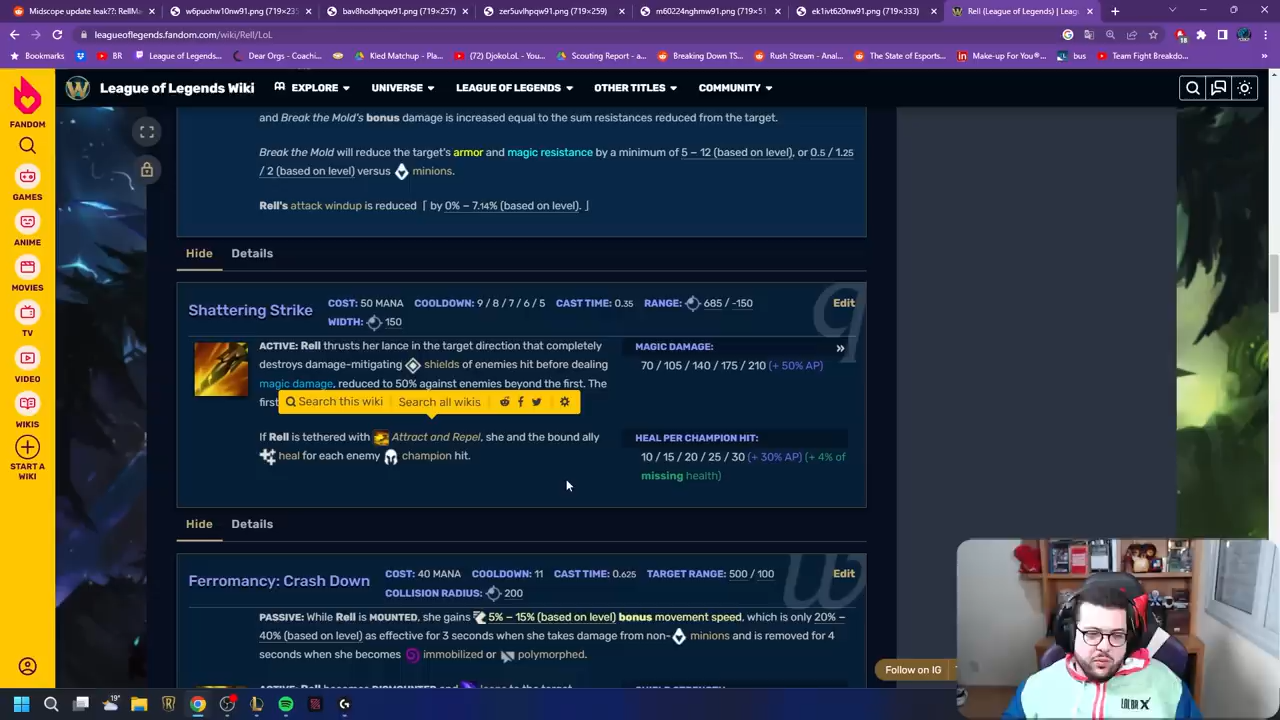 Midscope update leak?? : RellMa
w6puohw10nw91.png (719×235
bav8hodhpqw91.png (719×257)
zer5uvlhpqw91.png (719×259)
m60224nghmw91.png (719×51
ek1ivt620nw91.png (719×333)
Rell (League of Legends) | Leagu
leagueoflegends.fandom.com/wiki/Rell/LoL
18
Bookmarks
BR
League of Legends...
Dear Orgs - Coachi...
Kled Matchup - Pla...
(72) DjokoLoL - You...
Scouting Report - a...
Breaking Down TS...
Rush Stream - Anal...
The State of Esports...
Make-up For You®...
bus
Team Fight Breakdo...
FANDOM
GAMES
ANIME
MOVIES
TV
VIDEO
WIKIS
START A
WIKI
League of Legends Wiki
EXPLORE
UNIVERSE
LEAGUE OF LEGENDS
OTHER TITLES
COMMUNITY
and Break the Mold's bonus damage is increased equal to the sum resistances reduced from the target.
Break the Mold will reduce the target's armor and magic resistance by a minimum of 5 – 12 (based on level), or 0.5 / 1.25
/ 2 (based on level) versus minions.
Rell's attack windup is reduced ⌈ by 0% – 7.14% (based on level). ⌋
Hide Details
Shattering Strike
COST: 50 MANA COOLDOWN: 9 / 8 / 7 / 6 / 5 CAST TIME: 0.35 RANGE: 685 / -150
WIDTH: 150
Edit
q
ACTIVE: Rell thrusts her lance in the target direction that completely
destroys damage-mitigating shields of enemies hit before dealing
magic damage, reduced to 50% against enemies beyond the first. The
first
Search this wiki Search all wikis
If Rell is tethered with Attract and Repel, she and the bound ally
heal for each enemy champion hit.
MAGIC DAMAGE:
»
70 / 105 / 140 / 175 / 210 (+ 50% AP)
HEAL PER CHAMPION HIT:
10 / 15 / 20 / 25 / 30 (+ 30% AP) (+ 4% of
missing health)
Hide Details
Ferromancy: Crash Down
COST: 40 MANA COOLDOWN: 11 CAST TIME: 0.625 TARGET RANGE: 500 / 100
COLLISION RADIUS: 200
Edit
w
PASSIVE: While Rell is MOUNTED, she gains 5% – 15% (based on level) bonus movement speed, which is only 20% –
40% (based on level) as effective for 3 seconds when she takes damage from non- minions and is removed for 4
seconds when she becomes immobilized or polymorphed.
Follow on IG
LALBR X
19°